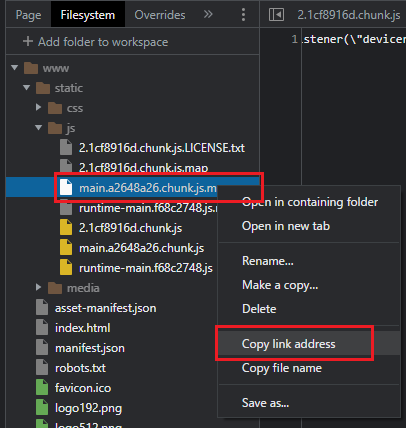 Page Filesystem Overrides »
+ Add folder to workspace
www
static
css
js
2.1cf8916d.chunk.js.LICENSE.txt
2.1cf8916d.chunk.js.map
main.a2648a26.chunk.js.m
runtime-main.f68c2748.js.
2.1cf8916d.chunk.js
main.a2648a26.chunk.js
runtime-main.f68c2748.js
media
asset-manifest.json
index.html
manifest.json
robots.txt
favicon.ico
logo192.png
logo512.png
2.1cf8916d.chunk.js
1 stener(\"device
Open in containing folder
Open in new tab
Rename...
Make a copy...
Delete
Copy link address
Copy file name
Save as...